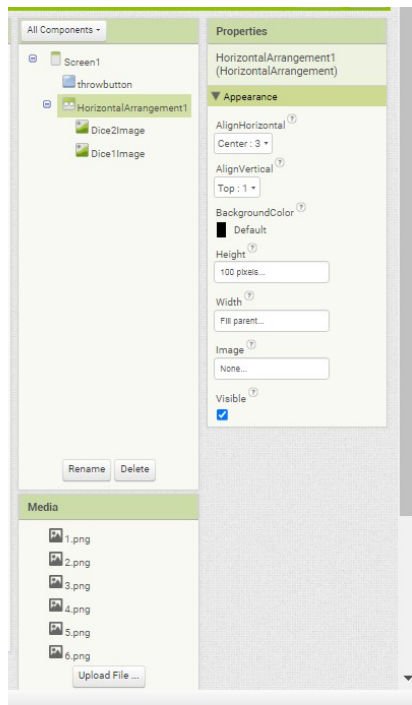 All Components
Screen1
throwbutton
HorizontalArrangement1
Dice2Image
Dice1Image
Rename Delete
Media
1.png
2.png
3.png
4.png
5.png
6.png
Upload File ...
Properties
HorizontalArrangement1
(HorizontalArrangement)
Appearance
AlignHorizontal ?
Center : 3
AlignVertical ?
Top : 1
BackgroundColor ?
Default
Height ?
100 pixels...
Width ?
Fill parent...
Image ?
None...
Visible ?